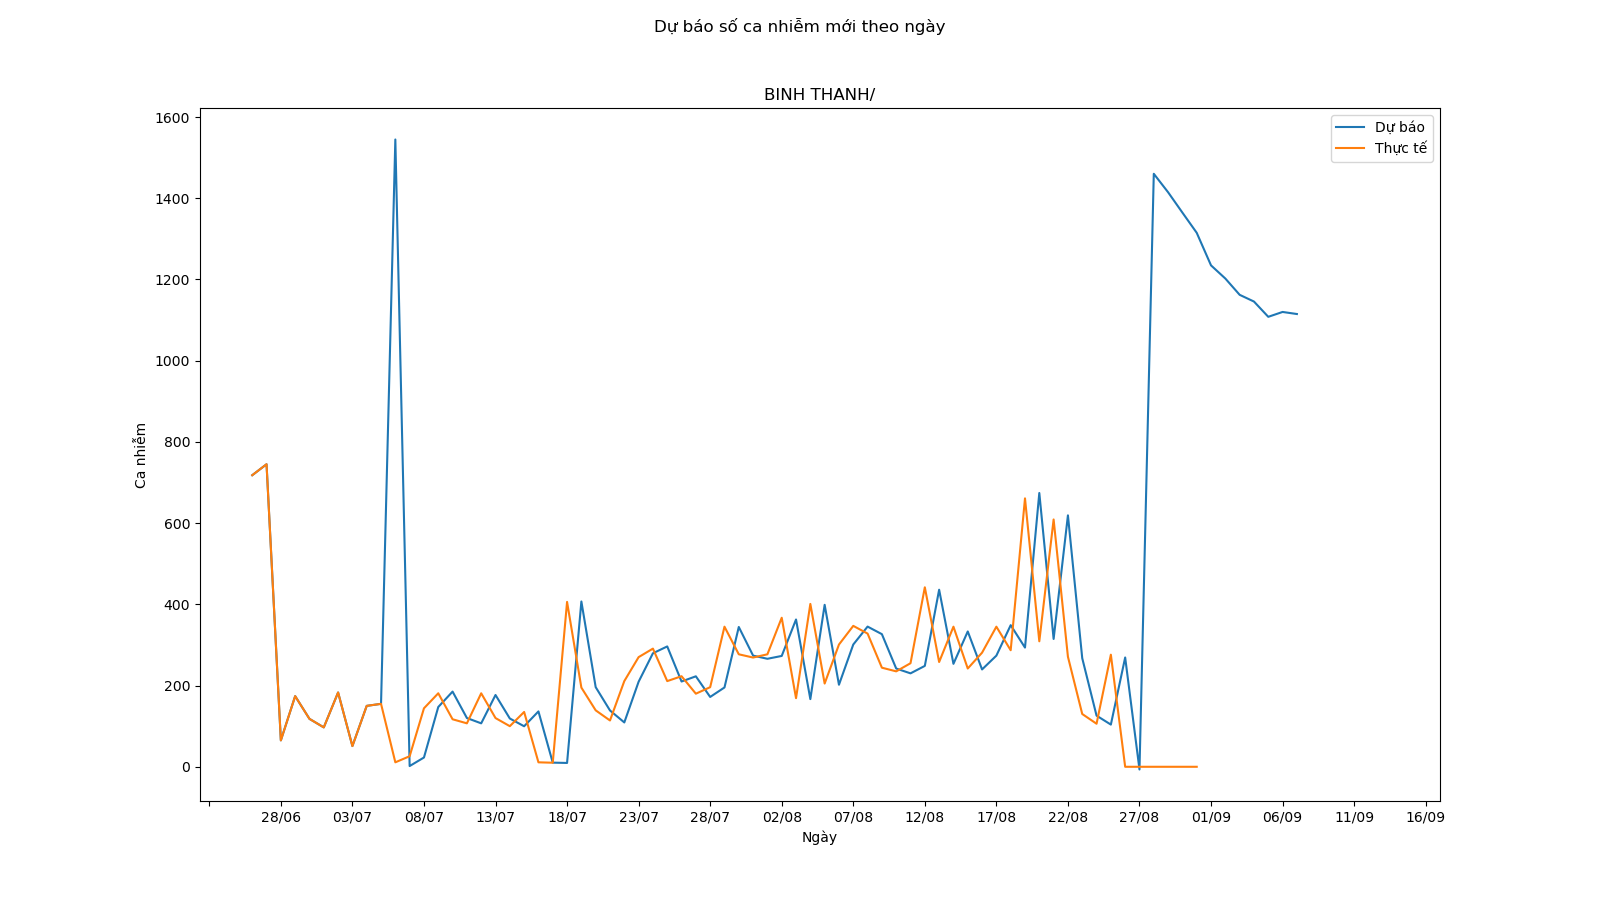 Dự báo số ca nhiễm mới theo ngày
BINH THANH/
Dự báo
Thực tế
1600
1400
1200
1000
800
600
400
200
0
Ca nhiễm
28/06 03/07 08/07 13/07 18/07 23/07 28/07 02/08 07/08 12/08 17/08 22/08 27/08 01/09 06/09 11/09 16/09
Ngày